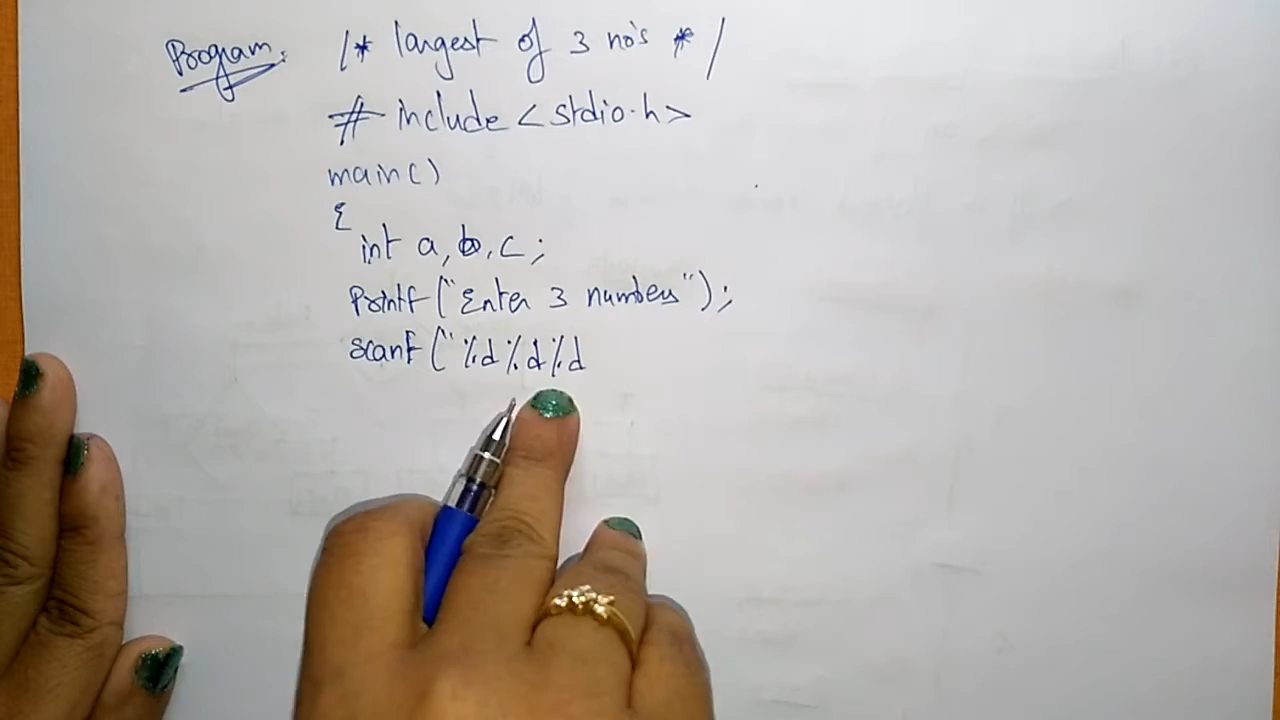 Program: /* largest of 3 no's */
# include <stdio.h>
main()
{
int a, b, c;
Printf ("Enter 3 numbers");
scanf ("%d%d%d